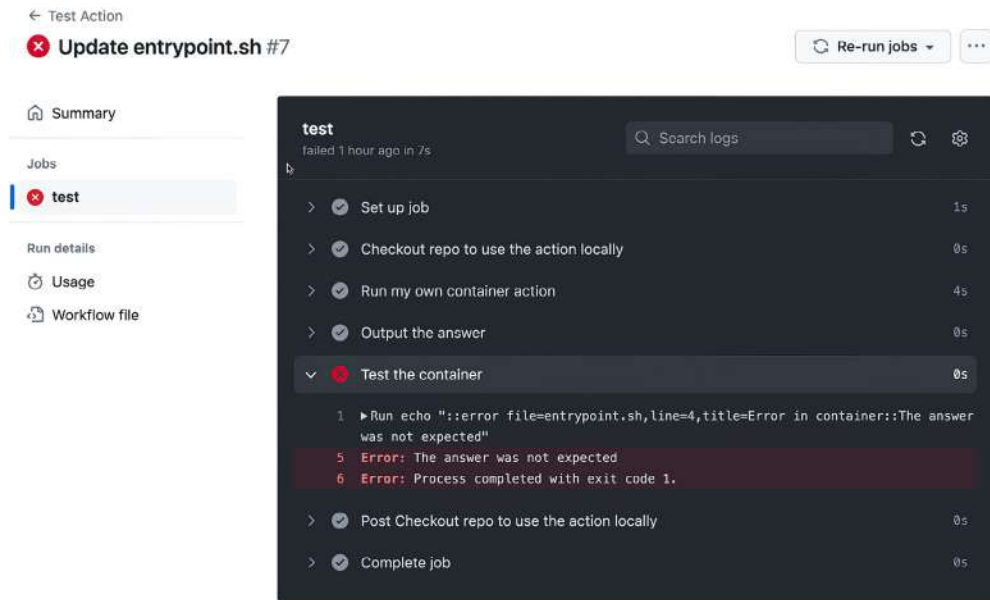 ← Test Action
Update entrypoint.sh #7
Re-run jobs
Summary
Jobs
test
Run details
Usage
Workflow file
test
failed 1 hour ago in 7s
Search logs
Set up job 1s
Checkout repo to use the action locally 0s
Run my own container action 4s
Output the answer 0s
Test the container 0s
1 ▶Run echo "::error file=entrypoint.sh,line=4,title=Error in container::The answer
was not expected"
5 Error: The answer was not expected
6 Error: Process completed with exit code 1.
Post Checkout repo to use the action locally 0s
Complete job 0s